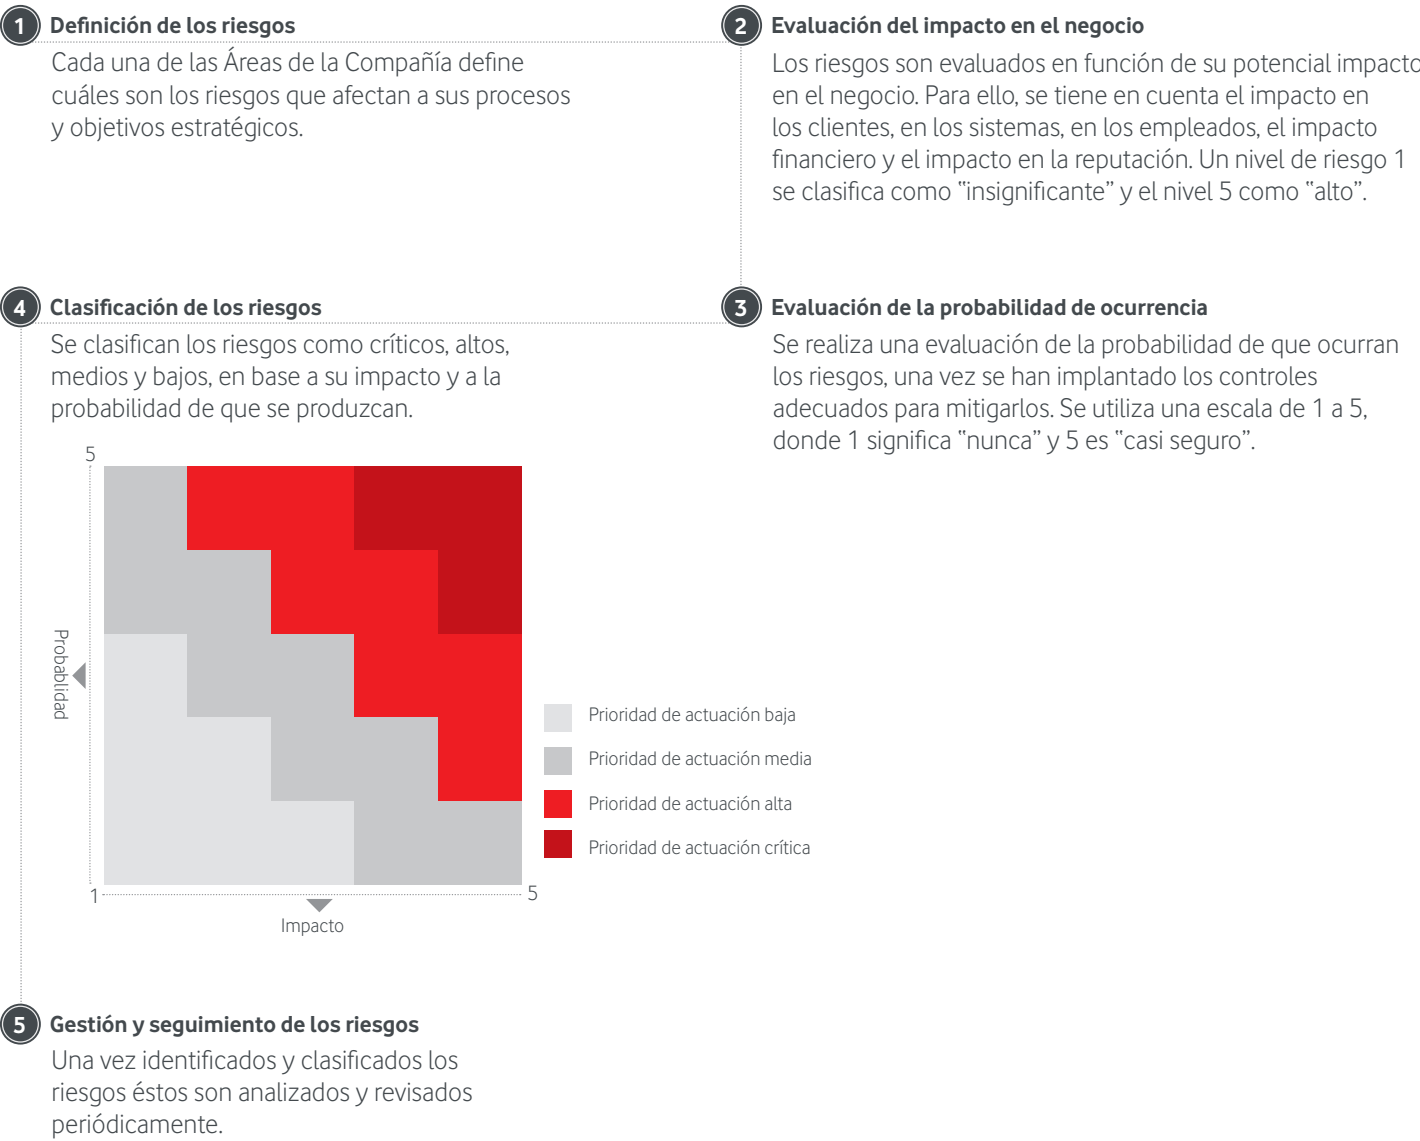 1 Definición de los riesgos
Cada una de las Áreas de la Compañía define
cuáles son los riesgos que afectan a sus procesos
y objetivos estratégicos.
2 Evaluación del impacto en el negocio
Los riesgos son evaluados en función de su potencial impacto
en el negocio. Para ello, se tiene en cuenta el impacto en
los clientes, en los sistemas, en los empleados, el impacto
financiero y el impacto en la reputación. Un nivel de riesgo 1
se clasifica como “insignificante” y el nivel 5 como “alto”.
3 Evaluación de la probabilidad de ocurrencia
Se realiza una evaluación de la probabilidad de que ocurran
los riesgos, una vez se han implantado los controles
adecuados para mitigarlos. Se utiliza una escala de 1 a 5,
donde 1 significa “nunca” y 5 es “casi seguro”.
4 Clasificación de los riesgos
Se clasifican los riesgos como críticos, altos,
medios y bajos, en base a su impacto y a la
probabilidad de que se produzcan.
5
Probablidad
1
5
Impacto
Prioridad de actuación baja
Prioridad de actuación media
Prioridad de actuación alta
Prioridad de actuación crítica
5 Gestión y seguimiento de los riesgos
Una vez identificados y clasificados los
riesgos éstos son analizados y revisados
periódicamente.